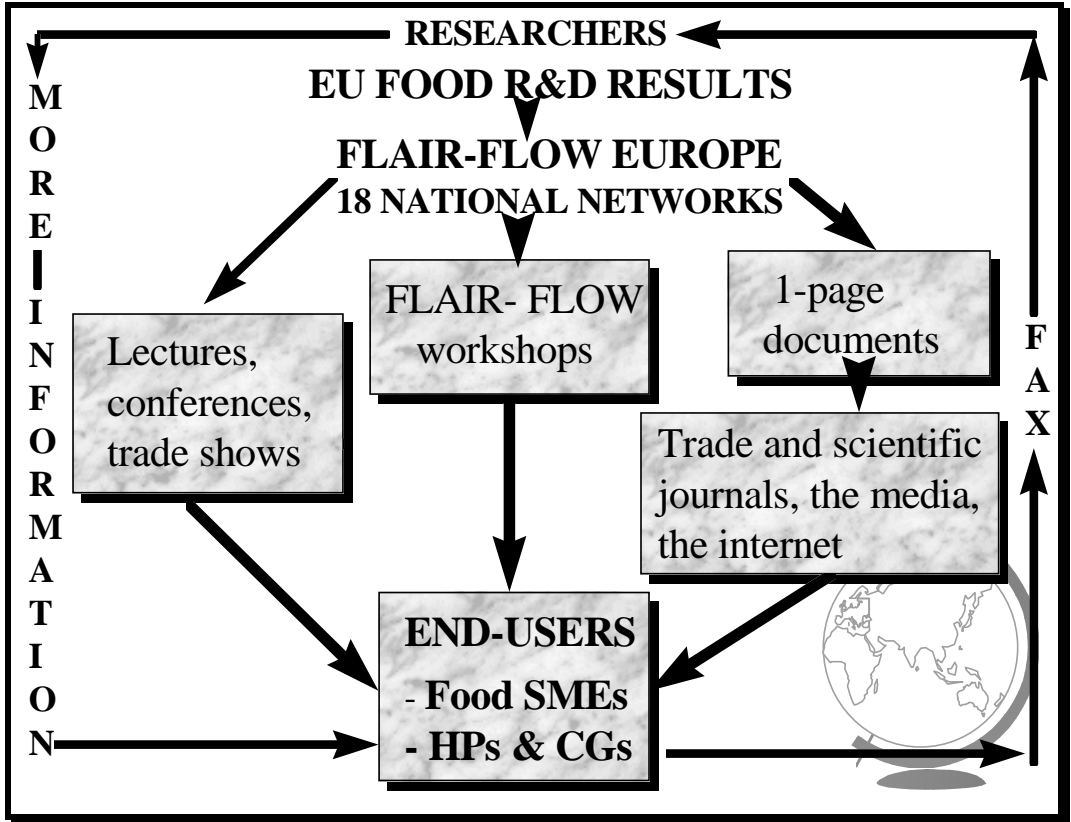 RESEARCHERS
EU FOOD R&D RESULTS
FLAIR-FLOW EUROPE
18 NATIONAL NETWORKS
MORE INFORMATION
Lectures,
conferences,
trade shows
FLAIR- FLOW
workshops
1-page
documents
Trade and scientific
journals, the media,
the internet
FAX
END-USERS
- Food SMEs
- HPs & CGs